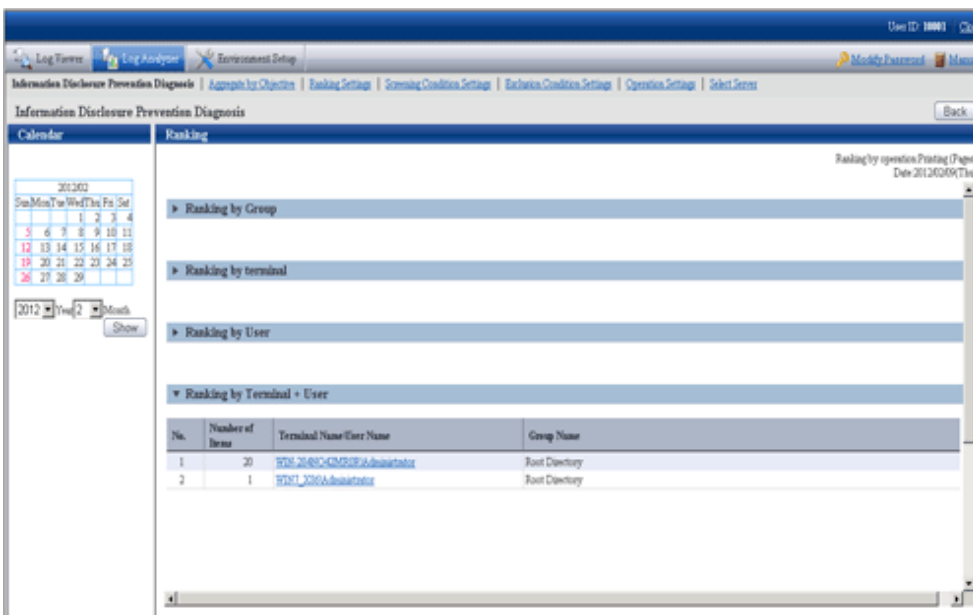 User ID: 10001 |
Log Viewer Log Analyzer Environment Setup Modify Password
Information Disclosure Prevention Diagnosis | Aggregate by Objective | Ranking Settings | Screening Condition Settings | Exclusion Condition Settings | Operation Settings | Select Server
Information Disclosure Prevention Diagnosis Back
Calendar
Ranking
Ranking by operation:Printing (Pages
Date:2012/02/09(Thu
2012/02
Sun Mon Tue Wed Thu Fri Sat
1 2 3 4
5 6 7 8 9 10 11
12 13 14 15 16 17 18
19 20 21 22 23 24 25
26 27 28 29
2012 Year 2 Month
Show
Ranking by Group
Ranking by terminal
Ranking by User
Ranking by Terminal + User
No. Number of Items Terminal Name/User Name Group Name
1 20 Root Directory
2 1 Root Directory